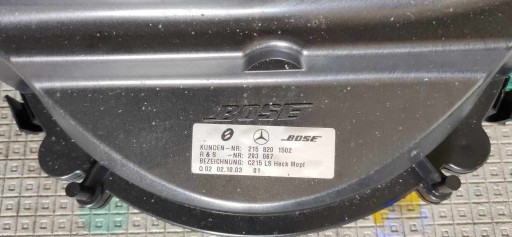 BOSE
BOSE
KUNDEN-NR: 215 820 1502
R & S -NR: 293 067
BEZEICHNUNG: C215 LS Heck Mopf
Q 02 02.10.03 01